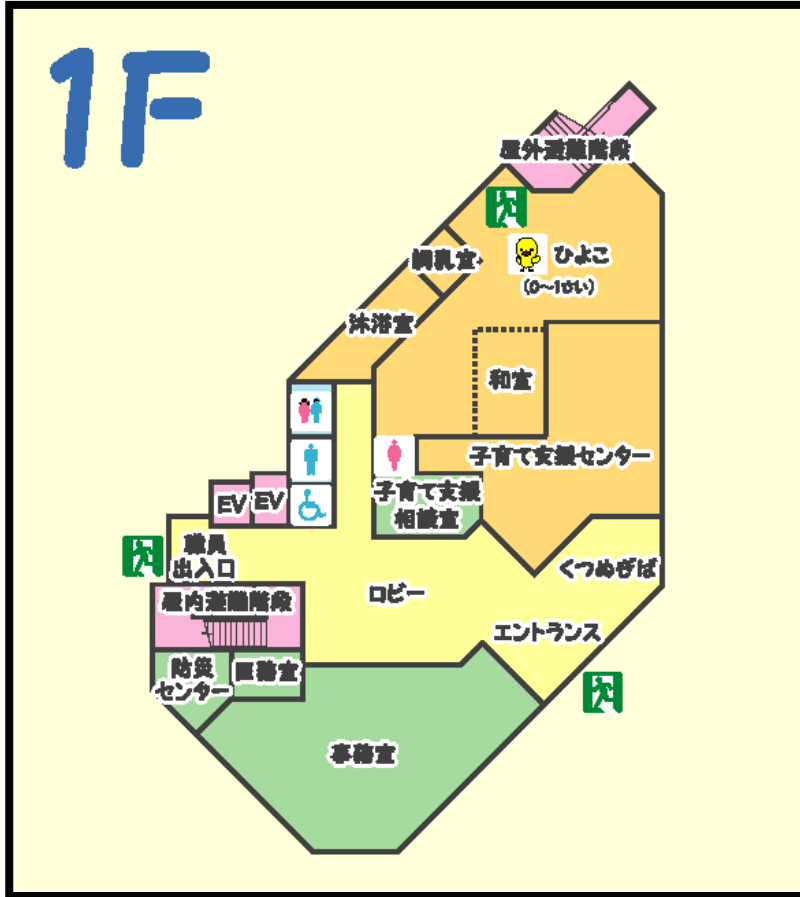 1F
屋外避難階段
調乳室
ひよこ
(0~1さい)
沐浴室
和室
子育て支援センター
子育て支援
相談室
EV
EV
職員
出入口
くつぬぎば
ロビー
屋内避難階段
エントランス
防災
センター
医務室
事務室